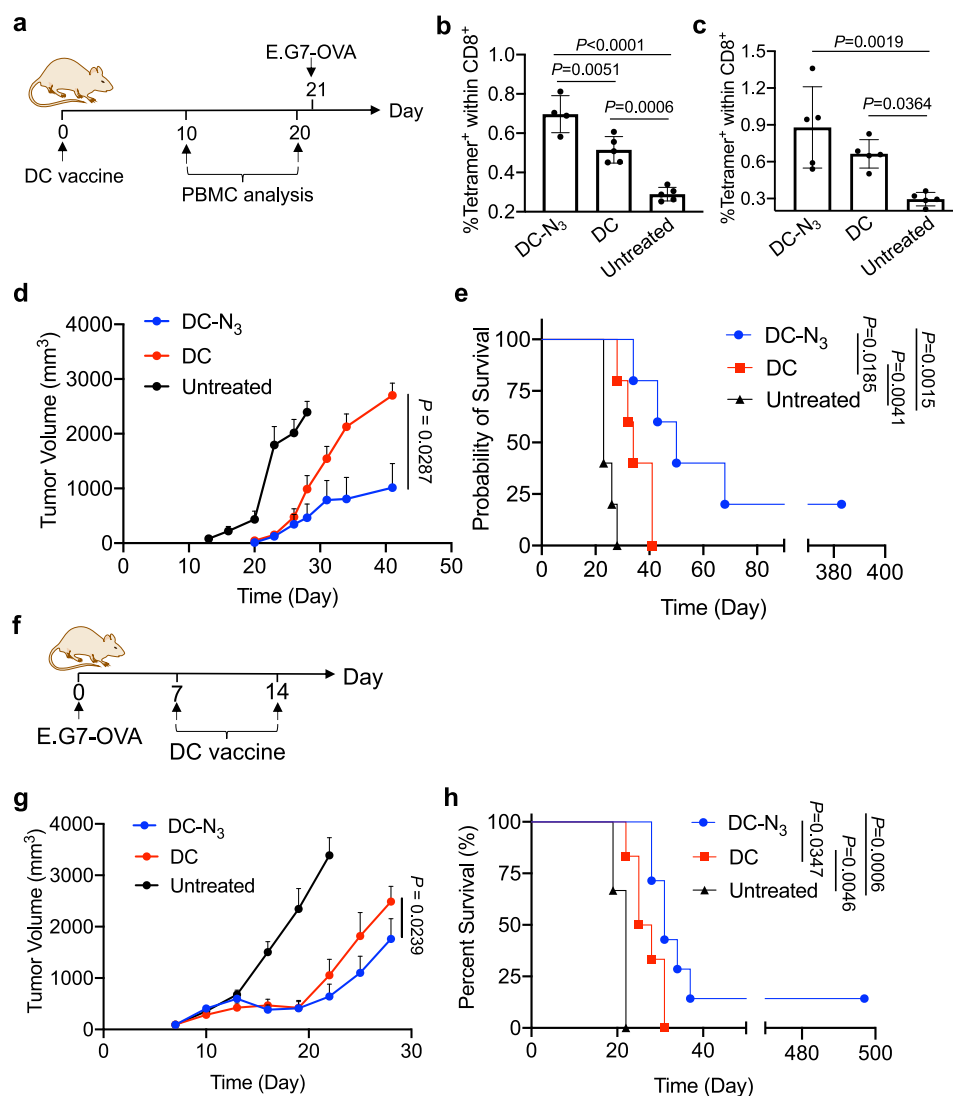 a
E.G7-OVA
21
Day
0
10
20
DC vaccine
PBMC analysis
b
%Tetramer⁺ within CD8⁺
1.0
0.8
0.6
0.4
0.2
P<0.0001
P=0.0051
P=0.0006
DC-N₃
DC
Untreated
c
%Tetramer⁺ within CD8⁺
1.5
1.2
0.9
0.6
0.3
P=0.0019
P=0.0364
DC-N₃
DC
Untreated
d
Tumor Volume (mm³)
4000
3000
2000
1000
0
0 10 20 30 40 50
Time (Day)
DC-N₃
DC
Untreated
P = 0.0287
e
Probability of Survival
100
75
50
25
0
0 20 40 60 80 380 400
Time (Day)
DC-N₃
DC
Untreated
P=0.0185
P=0.0041
P=0.0015
f
Day
0
7
14
E.G7-OVA
DC vaccine
g
Tumor Volume (mm³)
4000
3000
2000
1000
0
0 10 20 30
Time (Day)
DC-N₃
DC
Untreated
P = 0.0239
h
Percent Survival (%)
100
75
50
25
0
0 20 40 480 500
Time (Day)
DC-N₃
DC
Untreated
P=0.0347
P=0.0046
P=0.0006